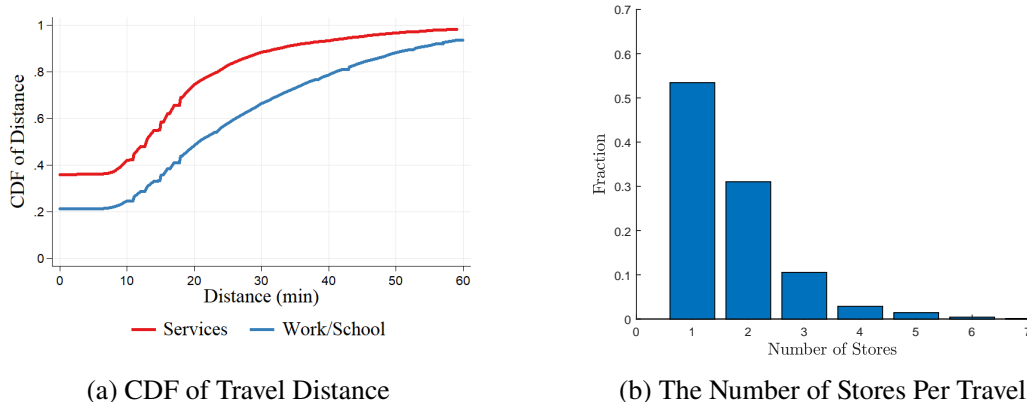 CDF of Distance
1
.8
.6
.4
.2
0
0 10 20 30 40 50 60
Distance (min)
Services Work/School
(a) CDF of Travel Distance
Fraction
0.7
0.6
0.5
0.4
0.3
0.2
0.1
0
0 1 2 3 4 5 6 7
Number of Stores
(b) The Number of Stores Per Travel